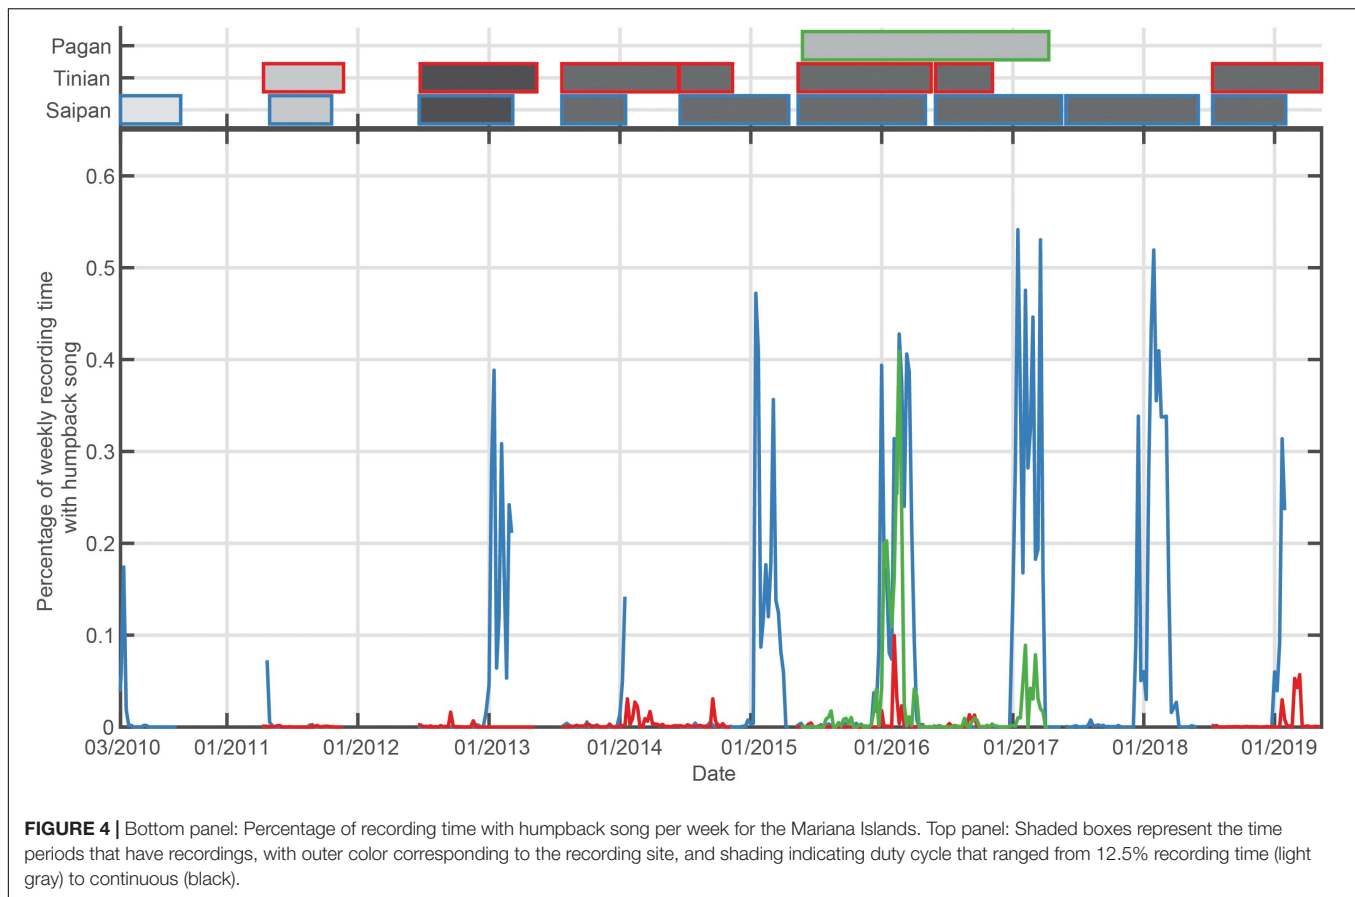 Pagan
Tinian
Saipan
0.6
0.5
0.4
0.3
0.2
0.1
0
Percentage of weekly recording time
with humpback song
03/2010 01/2011 01/2012 01/2013 01/2014 01/2015 01/2016 01/2017 01/2018 01/2019
Date
FIGURE 4 | Bottom panel: Percentage of recording time with humpback song per week for the Mariana Islands. Top panel: Shaded boxes represent the time
periods that have recordings, with outer color corresponding to the recording site, and shading indicating duty cycle that ranged from 12.5% recording time (light
gray) to continuous (black).